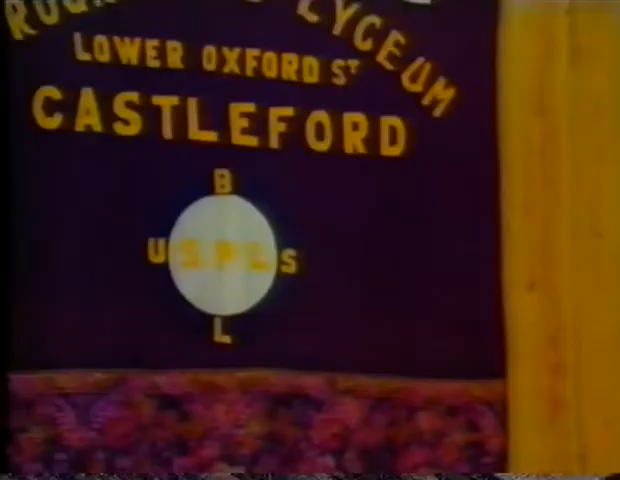 LYCEUM
LOWER OXFORD ST
CASTLEFORD
B
U S.P.L S
L